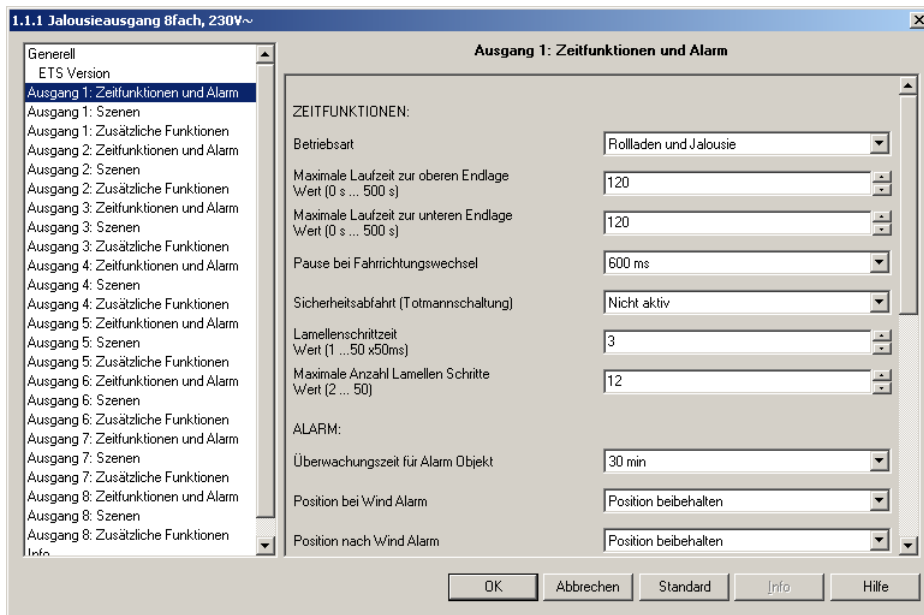 1.1.1 Jalousieausgang 8fach, 230V~
Generell
ETS Version
Ausgang 1: Zeitfunktionen und Alarm
Ausgang 1: Szenen
Ausgang 1: Zusätzliche Funktionen
Ausgang 2: Zeitfunktionen und Alarm
Ausgang 2: Szenen
Ausgang 2: Zusätzliche Funktionen
Ausgang 3: Zeitfunktionen und Alarm
Ausgang 3: Szenen
Ausgang 3: Zusätzliche Funktionen
Ausgang 4: Zeitfunktionen und Alarm
Ausgang 4: Szenen
Ausgang 4: Zusätzliche Funktionen
Ausgang 5: Zeitfunktionen und Alarm
Ausgang 5: Szenen
Ausgang 5: Zusätzliche Funktionen
Ausgang 6: Zeitfunktionen und Alarm
Ausgang 6: Szenen
Ausgang 6: Zusätzliche Funktionen
Ausgang 7: Zeitfunktionen und Alarm
Ausgang 7: Szenen
Ausgang 7: Zusätzliche Funktionen
Ausgang 8: Zeitfunktionen und Alarm
Ausgang 8: Szenen
Ausgang 8: Zusätzliche Funktionen
Info
Ausgang 1: Zeitfunktionen und Alarm
ZEITFUNKTIONEN:
Betriebsart
Rollladen und Jalousie
Maximale Laufzeit zur oberen Endlage
Wert (0 s ... 500 s)
120
Maximale Laufzeit zur unteren Endlage
Wert (0 s ... 500 s)
120
Pause bei Fahrrichtungswechsel
600 ms
Sicherheitsabfahrt (Totmannschaltung)
Nicht aktiv
Lamellenschrittzeit
Wert (1 ...50 x50ms)
3
Maximale Anzahl Lamellen Schritte
Wert (2 ... 50)
12
ALARM:
Überwachungszeit für Alarm Objekt
30 min
Position bei Wind Alarm
Position beibehalten
Position nach Wind Alarm
Position beibehalten
OK
Abbrechen
Standard
Info
Hilfe